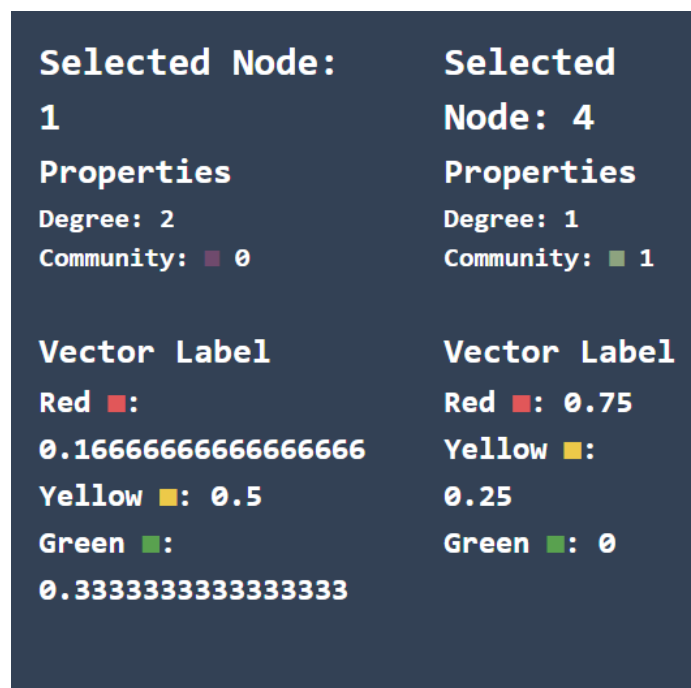 Selected Node:
1
Properties
Degree: 2
Community: ■ 0
Vector Label
Red ■:
0.16666666666666666
Yellow ■: 0.5
Green ■:
0.3333333333333333
Selected
Node: 4
Properties
Degree: 1
Community: ■ 1
Vector Label
Red ■: 0.75
Yellow ■:
0.25
Green ■: 0